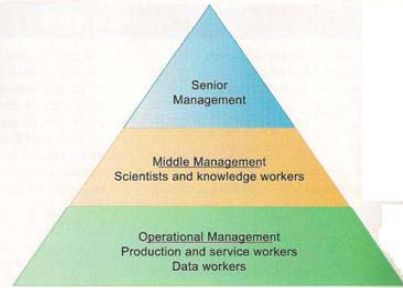 Senior
Management
Middle Management
Scientists and knowledge workers
Operational Management
Production and service workers
Data workers